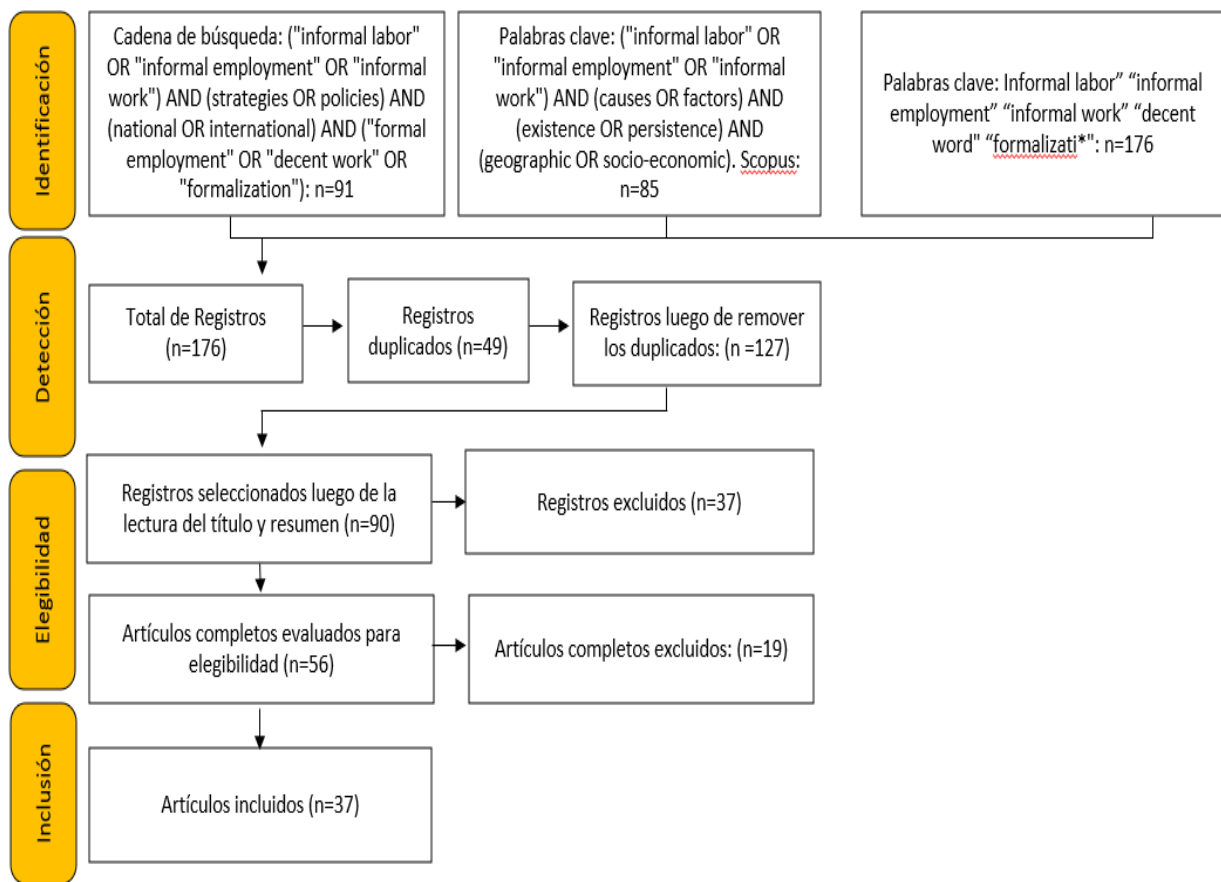 Identificación
Cadena de búsqueda: ("informal labor"
OR "informal employment" OR "informal
work") AND (strategies OR policies) AND
(national OR international) AND ("formal
employment" OR "decent work" OR
"formalization"): n=91
Palabras clave: ("informal labor" OR
"informal employment" OR "informal
work") AND (causes OR factors) AND
(existence OR persistence) AND
(geographic OR socio-economic). Scopus:
n=85
Palabras clave: Informal labor” “informal
employment” “informal work” “decent
word" “formalizati*": n=176
Detección
Total de Registros
(n=176)
Registros
duplicados (n=49)
Registros luego de remover
los duplicados: (n =127)
Elegibilidad
Registros seleccionados luego de la
lectura del título y resumen (n=90)
Registros excluidos (n=37)
Artículos completos evaluados para
elegibilidad (n=56)
Artículos completos excluidos: (n=19)
Inclusión
Artículos incluidos (n=37)